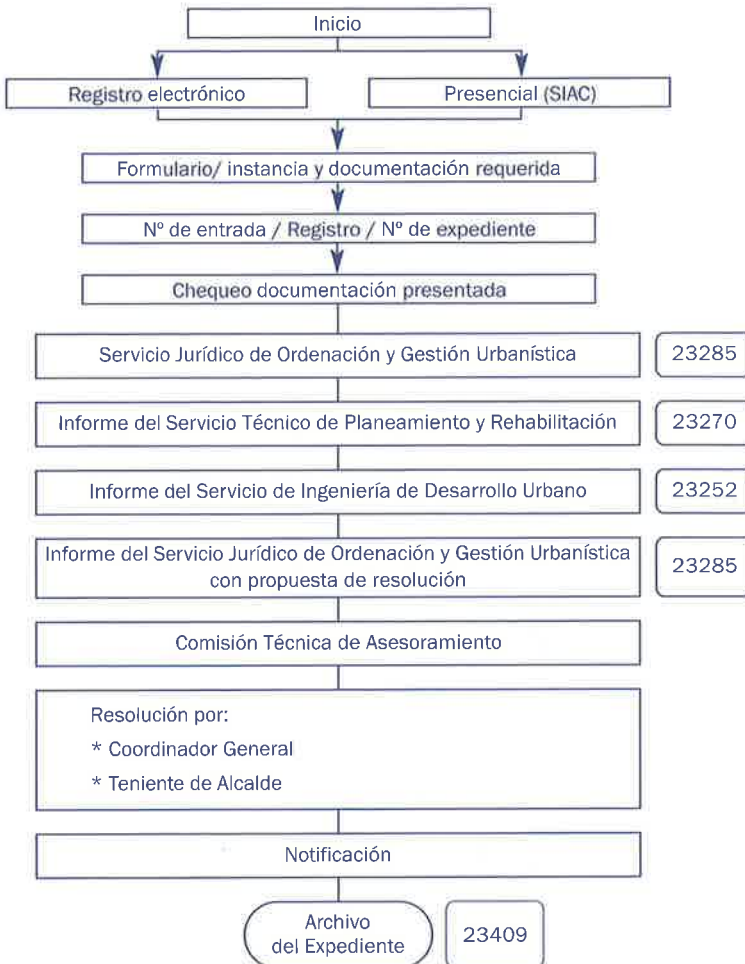 Inicio
Registro electrónico
Presencial (SIAC)
Formulario/ instancia y documentación requerida
Nº de entrada / Registro / Nº de expediente
Chequeo documentación presentada
Servicio Jurídico de Ordenación y Gestión Urbanística
23285
Informe del Servicio Técnico de Planeamiento y Rehabilitación
23270
Informe del Servicio de Ingeniería de Desarrollo Urbano
23252
Informe del Servicio Jurídico de Ordenación y Gestión Urbanística
con propuesta de resolución
23285
Comisión Técnica de Asesoramiento
Resolución por:
* Coordinador General
* Teniente de Alcalde
Notificación
Archivo
del Expediente
23409